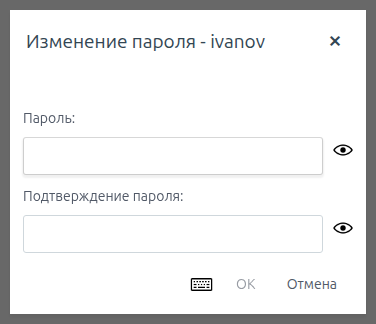 Изменение пароля - ivanov
Пароль:
Подтверждение пароля:
OK
Отмена